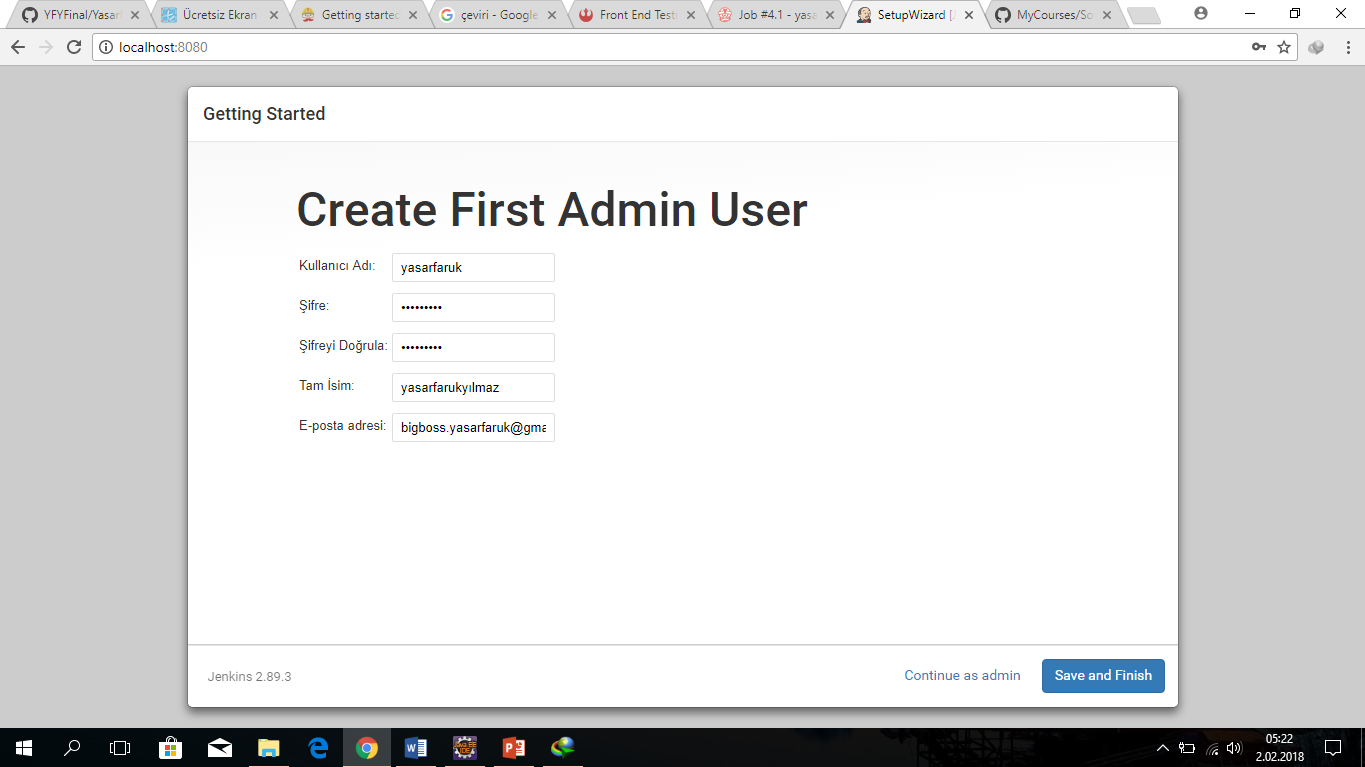 YFYFinal/Yasarf
Ücretsiz Ekran
Getting started
çeviri - Google
Front End Testi
Job #4.1 - yasa
SetupWizard [J
MyCourses/So
localhost:8080
Getting Started
Create First Admin User
Kullanıcı Adı: yasarfaruk
Şifre: •••••••••
Şifreyi Doğrula: •••••••••
Tam İsim: yasarfarukyılmaz
E-posta adresi: bigboss.yasarfaruk@gma
Jenkins 2.89.3
Continue as admin
Save and Finish
05:22
2.02.2018